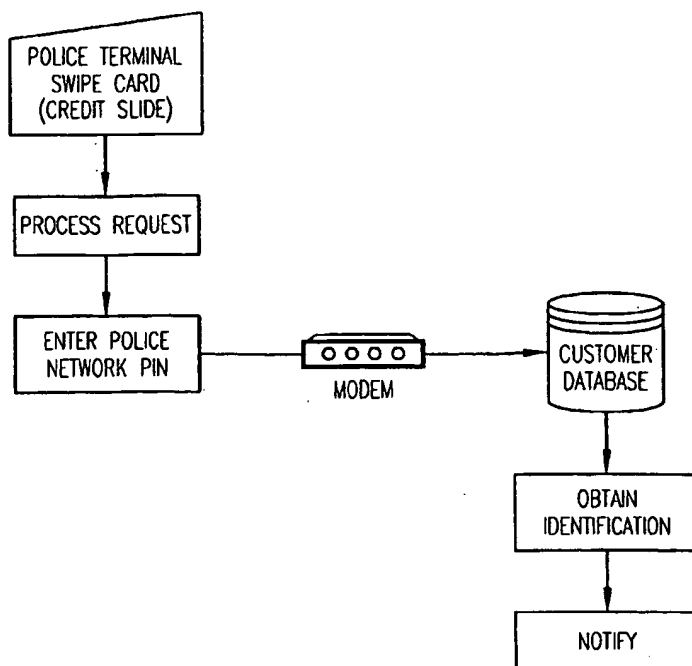 POLICE TERMINAL
SWIPE CARD
(CREDIT SLIDE)
PROCESS REQUEST
ENTER POLICE
NETWORK PIN
MODEM
CUSTOMER
DATABASE
OBTAIN
IDENTIFICATION
NOTIFY